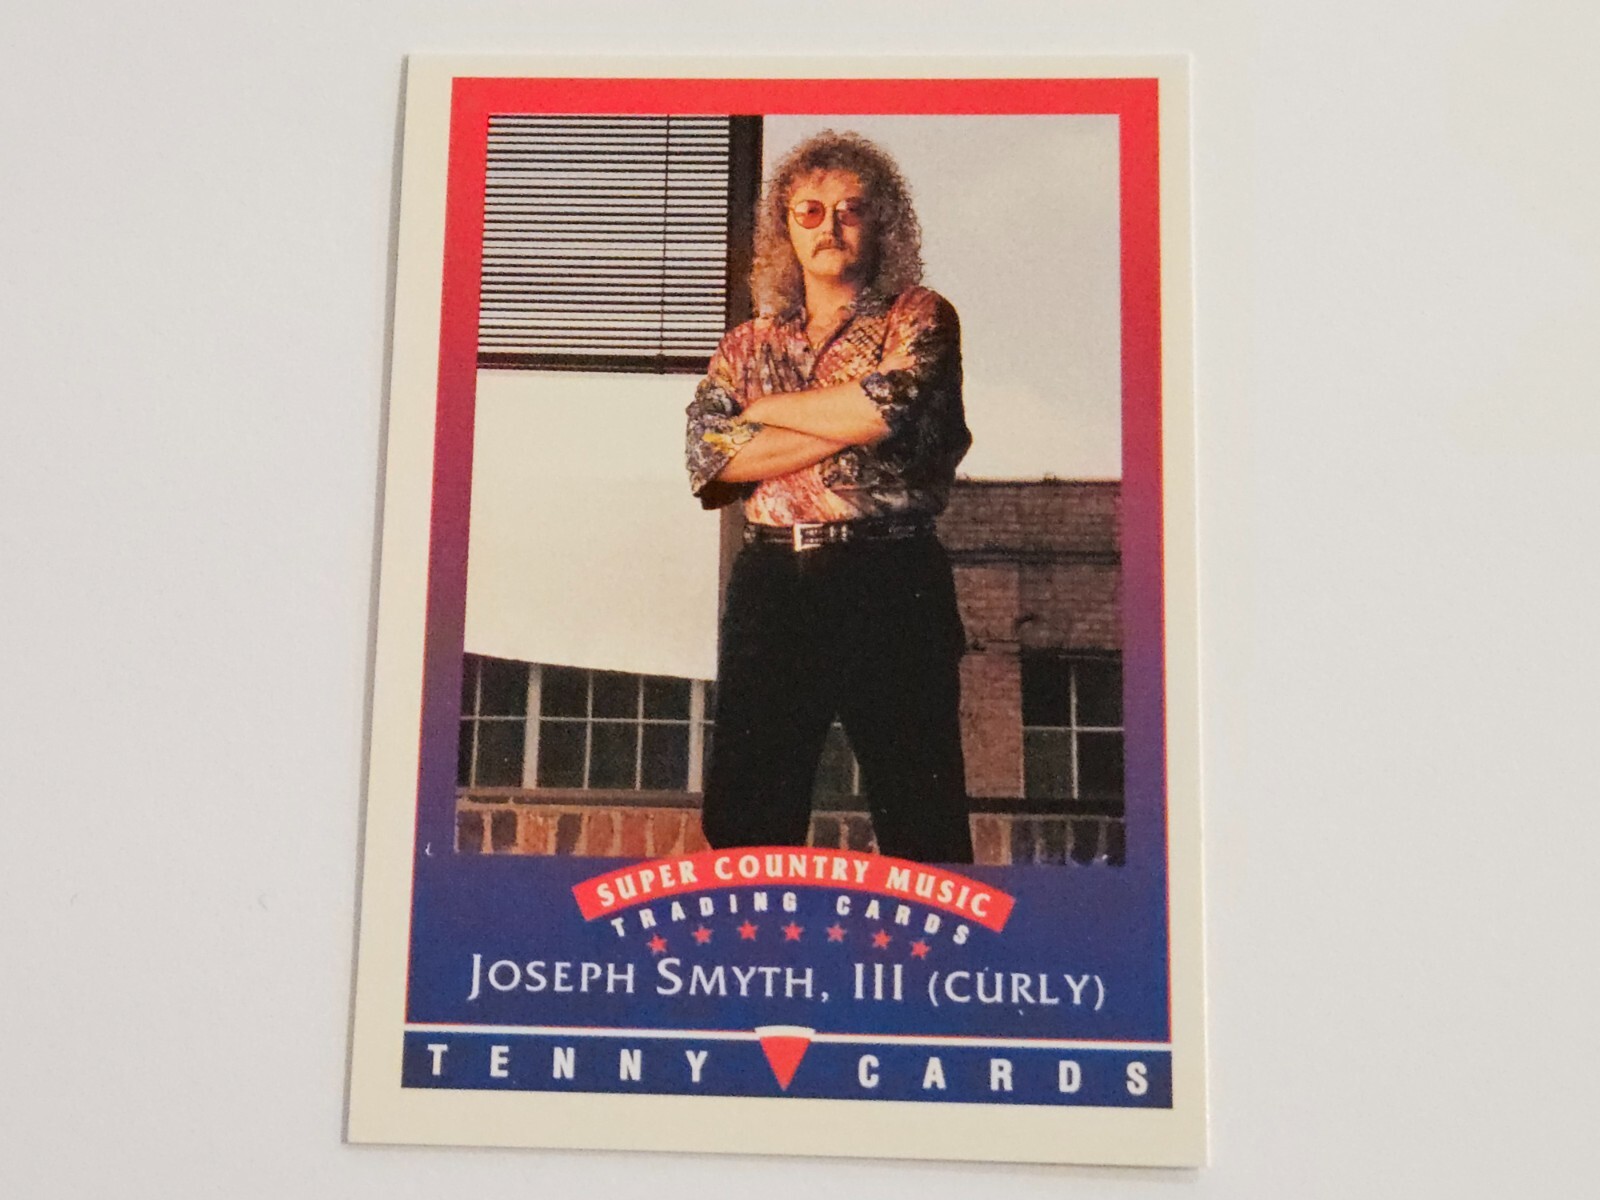 SUPER COUNTRY MUSIC
TRADING CARDS
JOSEPH SMYTH, III (CURLY)
TENNY CARDS